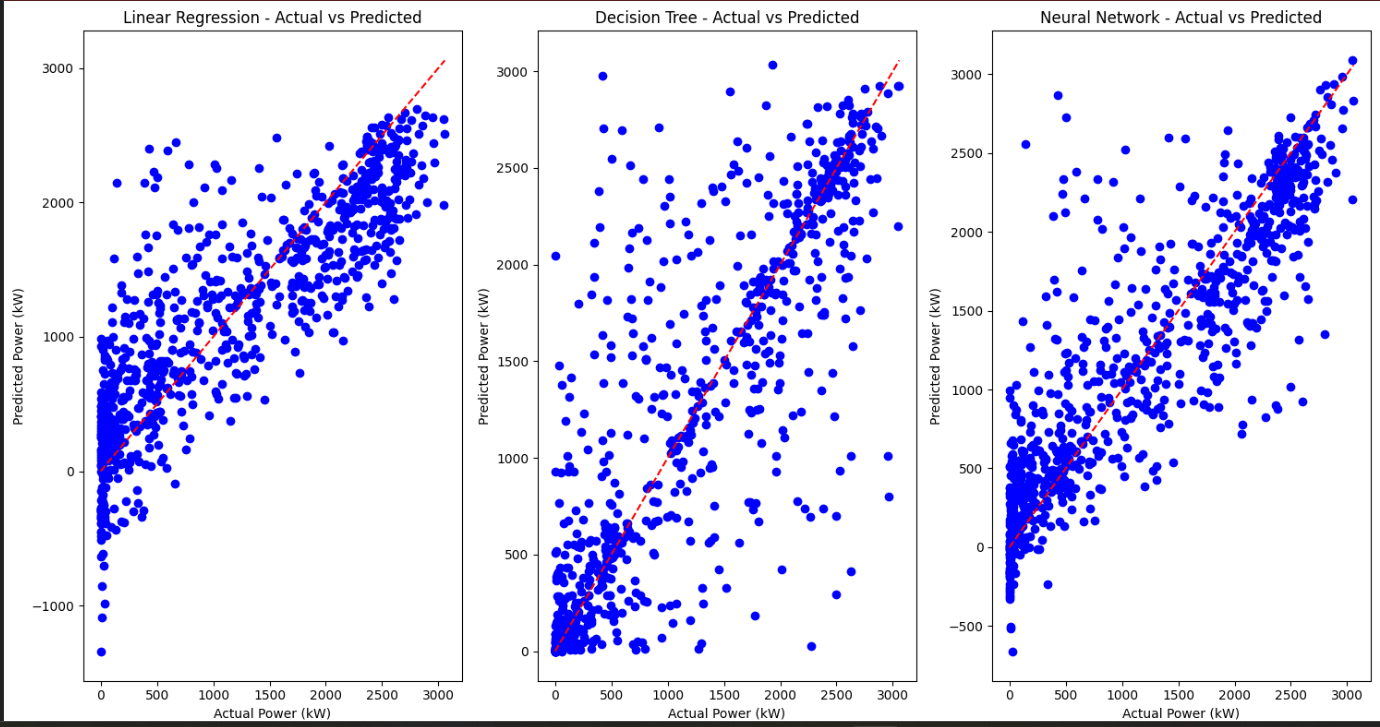 Linear Regression - Actual vs Predicted
3000
2000
1000
0
−1000
Predicted Power (kW)
0 500 1000 1500 2000 2500 3000
Actual Power (kW)
Decision Tree - Actual vs Predicted
3000
2500
2000
1500
1000
500
0
Predicted Power (kW)
0 500 1000 1500 2000 2500 3000
Actual Power (kW)
Neural Network - Actual vs Predicted
3000
2500
2000
1500
1000
500
0
−500
Predicted Power (kW)
0 500 1000 1500 2000 2500 3000
Actual Power (kW)